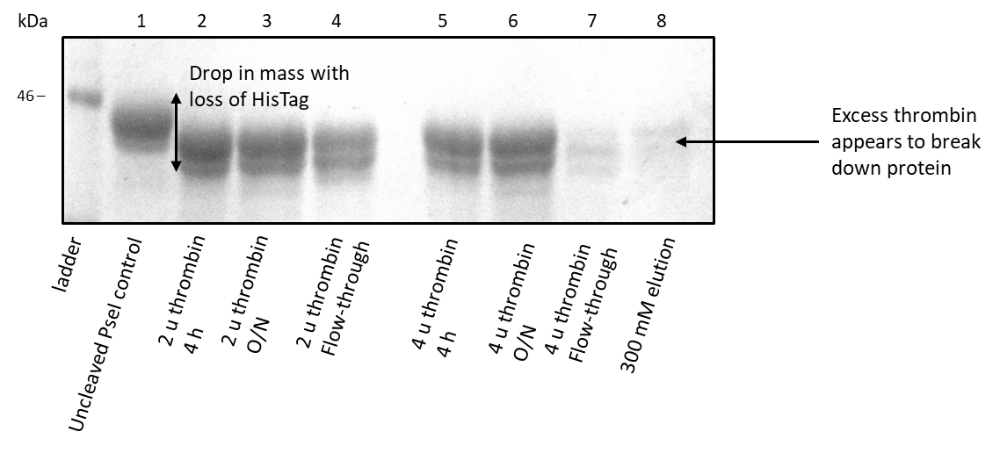 kDa 1 2 3 4 5 6 7 8
Drop in mass with
loss of HisTag
46 –
Excess thrombin
appears to break
down protein
ladder
Uncleaved PseI control
2 u thrombin
4 h
2 u thrombin
O/N
2 u thrombin
Flow-through
4 u thrombin
4 h
4 u thrombin
O/N
4 u thrombin
Flow-through
300 mM elution